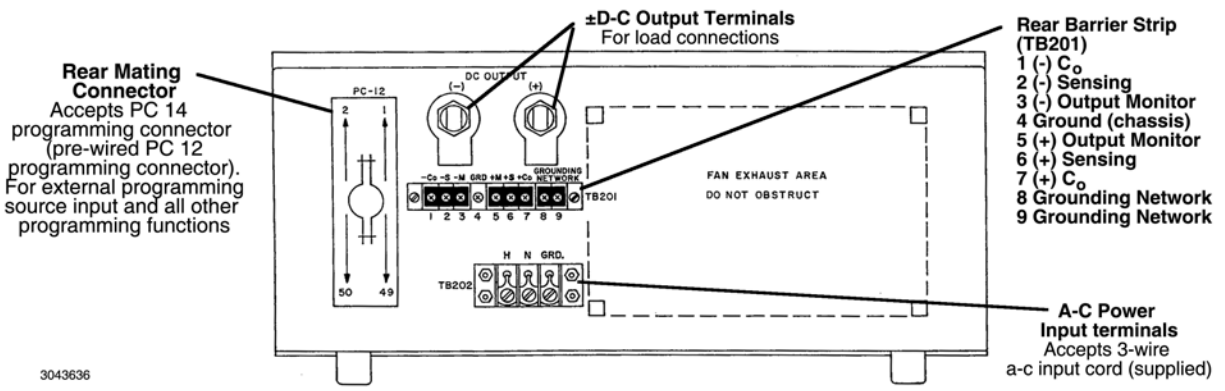 ±D-C Output Terminals
For load connections
Rear Mating
Connector
Accepts PC 14
programming connector
(pre-wired PC 12
programming connector).
For external programming
source input and all other
programming functions
Rear Barrier Strip
(TB201)
1 (-) Co
2 (-) Sensing
3 (-) Output Monitor
4 Ground (chassis)
5 (+) Output Monitor
6 (+) Sensing
7 (+) Co
8 Grounding Network
9 Grounding Network
DC OUTPUT
(-) (+)
PC-12
2 1
50 49
GROUNDING
-Co -S -M GRD +M +S +Co NETWORK
TB201
1 2 3 4 5 6 7 8 9
FAN EXHAUST AREA
DO NOT OBSTRUCT
H N GRD.
TB202
A-C Power
Input terminals
Accepts 3-wire
a-c input cord (supplied)
3043636